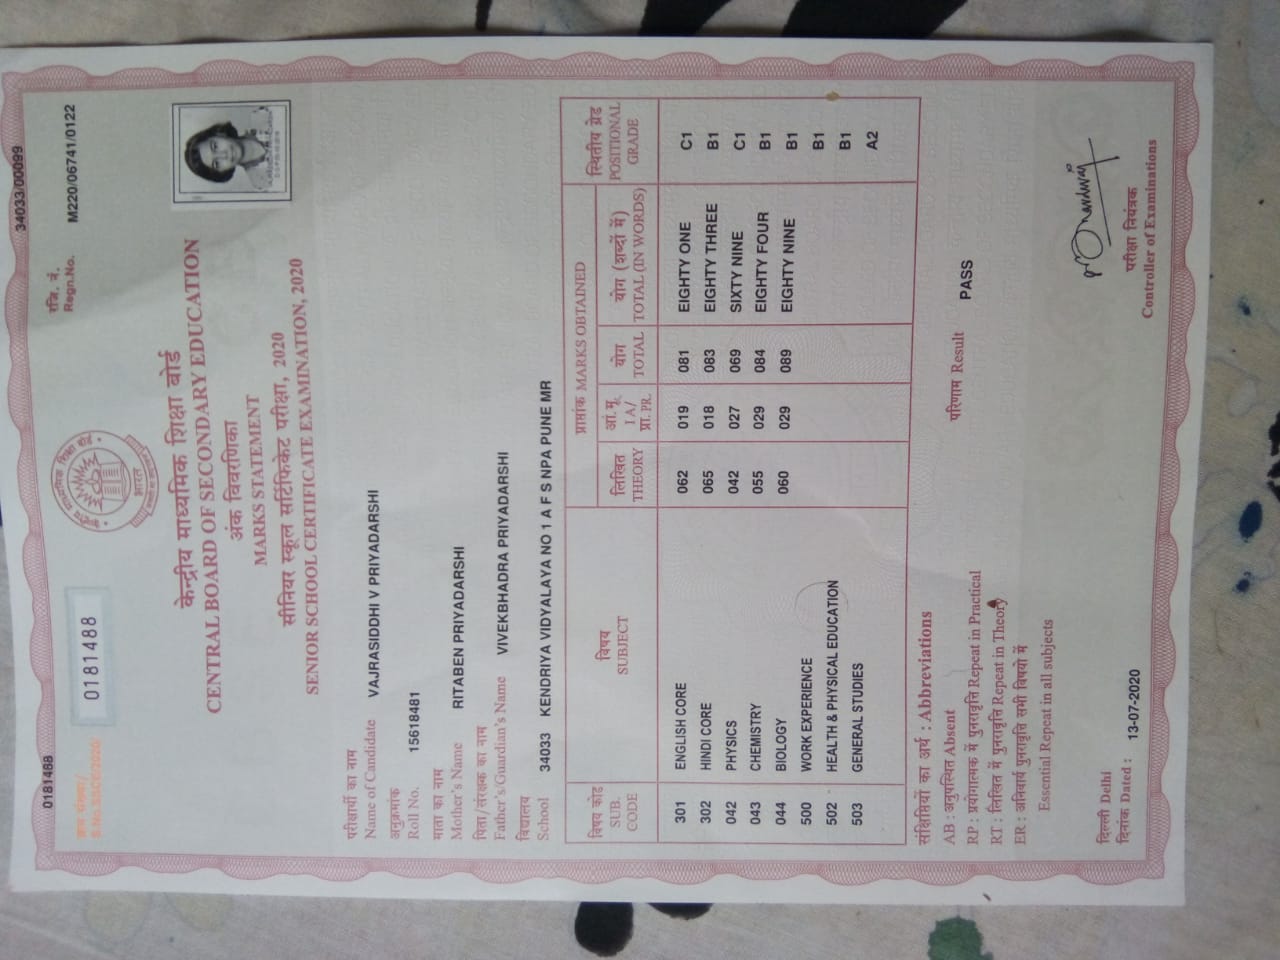 0181488
34033/00099
S.No.SSCE/2020
0181488
रजि. नं.
Regn.No. M220/06741/0122
केन्द्रीय माध्यमिक शिक्षा बोर्ड
भारत
केन्द्रीय माध्यमिक शिक्षा बोर्ड
CENTRAL BOARD OF SECONDARY EDUCATION
अंक विवरणिका
MARKS STATEMENT
सीनियर स्कूल सर्टिफिकेट परीक्षा, 2020
SENIOR SCHOOL CERTIFICATE EXAMINATION, 2020
परीक्षार्थी का नाम
Name of Candidate VAJRASIDDHI V PRIYADARSHI
अनुक्रमांक
Roll No. 15618481
माता का नाम
Mother's Name RITABEN PRIYADARSHI
पिता/संरक्षक का नाम
Father's/Guardian's Name VIVEKBHADRA PRIYADARSHI
विद्यालय
School 34033 KENDRIYA VIDYALAYA NO 1 A F S NPA PUNE MR
विषय कोड विषय प्राप्तांक MARKS OBTAINED स्थितीय ग्रेड
SUB. CODE SUBJECT लिखित THEORY आं.मू. I A/ प्रा. PR. योग TOTAL योग (शब्दों में) TOTAL (IN WORDS) POSITIONAL GRADE
301 ENGLISH CORE 062 019 081 EIGHTY ONE C1
302 HINDI CORE 065 018 083 EIGHTY THREE B1
042 PHYSICS 042 027 069 SIXTY NINE C1
043 CHEMISTRY 055 029 084 EIGHTY FOUR B1
044 BIOLOGY 060 029 089 EIGHTY NINE B1
500 WORK EXPERIENCE B1
502 HEALTH & PHYSICAL EDUCATION B1
503 GENERAL STUDIES A2
संक्षिप्तियों का अर्थ : Abbreviations
AB : अनुपस्थित Absent परिणाम Result PASS
RP : प्रयोगात्मक में पुनरावृत्ति Repeat in Practical
RT : लिखित में पुनरावृत्ति Repeat in Theory
ER : अनिवार्य पुनरावृत्ति सभी विषयों में
Essential Repeat in all subjects
दिल्ली Delhi
दिनांक Dated : 13-07-2020
परीक्षा नियंत्रक
Controller of Examinations